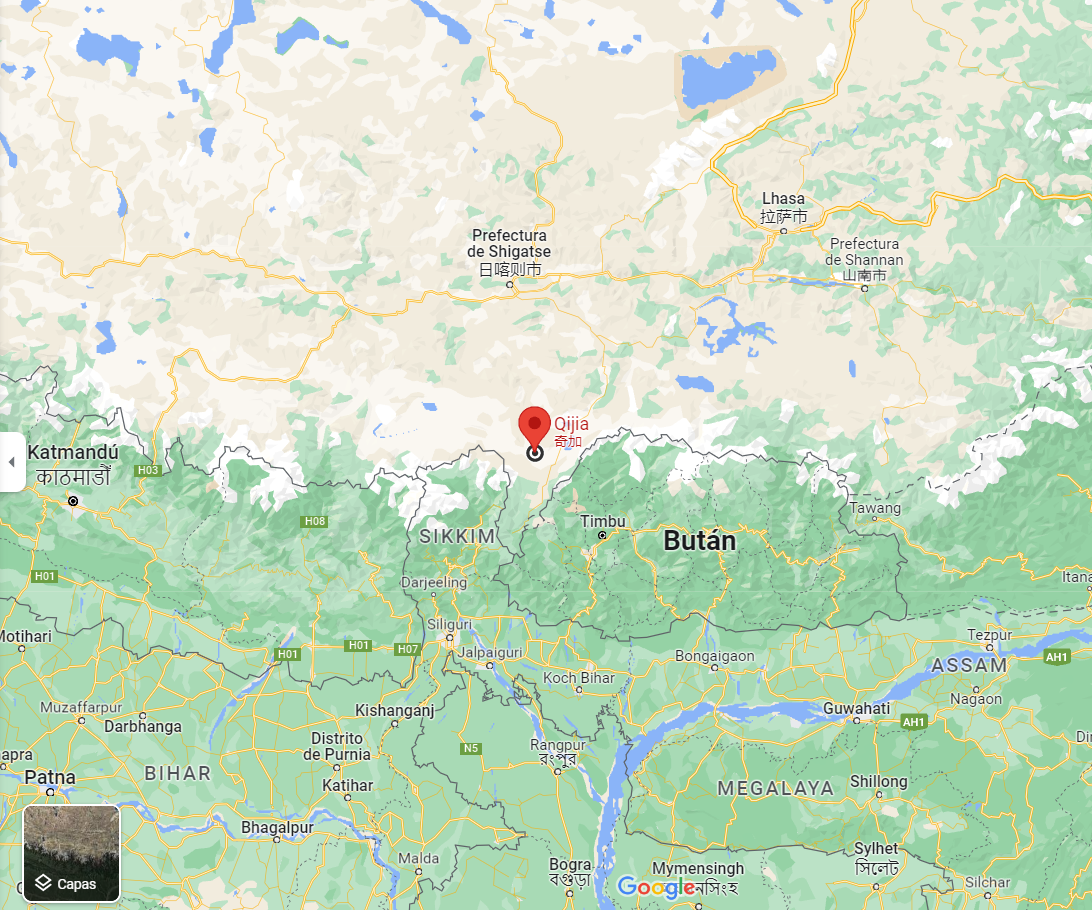 Lhasa
拉萨市
Prefectura
de Shigatse
日喀则市
Prefectura
de Shannan
山南市
Qijia
奇加
Katmandú
काठमाडौँ
H03
H08
Tawang
Timbu
SIKKIM
Bután
H01
Darjeeling
Itana
Siliguri
Motihari
H01
H01
H07
Jalpaiguri
Bongaigaon
Tezpur
AH1
ASSAM
Koch Bihar
Nagaon
Muzaffarpur
Darbhanga
Kishanganj
Guwahati
AH1
Distrito
de Purnia
N5
Rangpur
রংপুর
apra
Patna
BIHAR
Katihar
MEGALAYA
Shillong
Bhagalpur
Sylhet
সিলেট
Malda
Bogra
বগুড়া
Mymensingh
নসিংহ
Google
Silchar
Capas